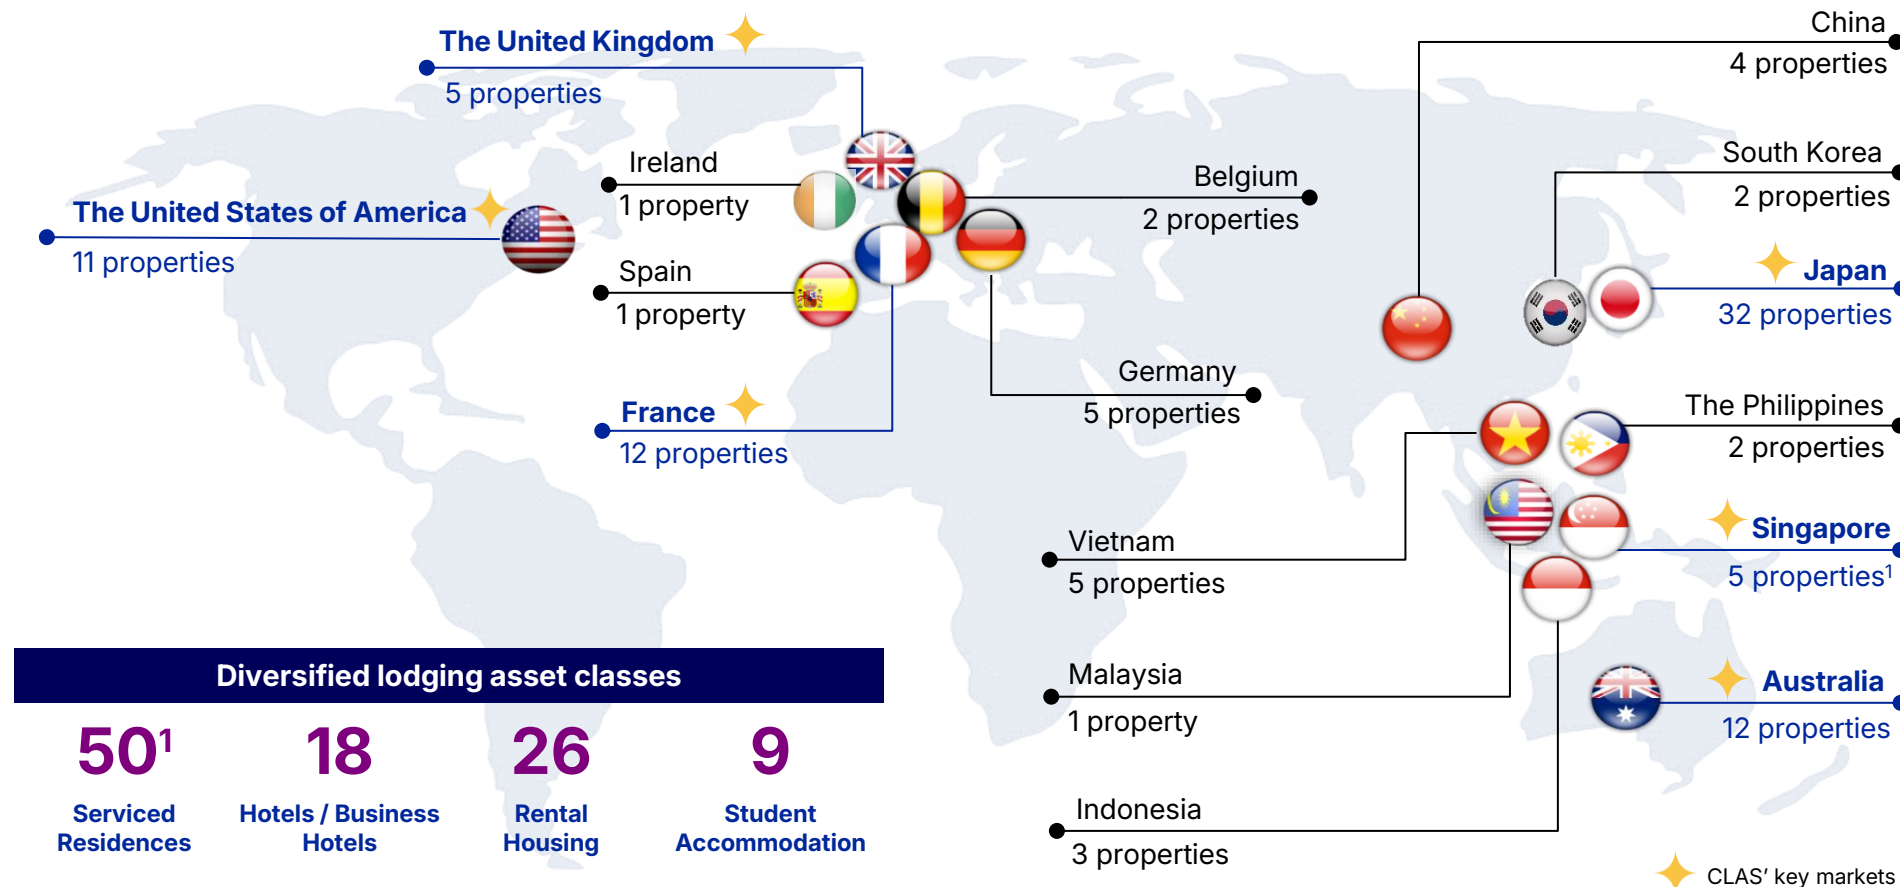 The United Kingdom
5 properties
The United States of America
11 properties
Ireland
1 property
Spain
1 property
France
12 properties
Belgium
2 properties
Germany
5 properties
China
4 properties
South Korea
2 properties
Japan
32 properties
The Philippines
2 properties
Singapore
5 properties¹
Australia
12 properties
Vietnam
5 properties
Malaysia
1 property
Indonesia
3 properties
Diversified lodging asset classes
50¹
Serviced
Residences
18
Hotels / Business
Hotels
26
Rental
Housing
9
Student
Accommodation
CLAS’ key markets